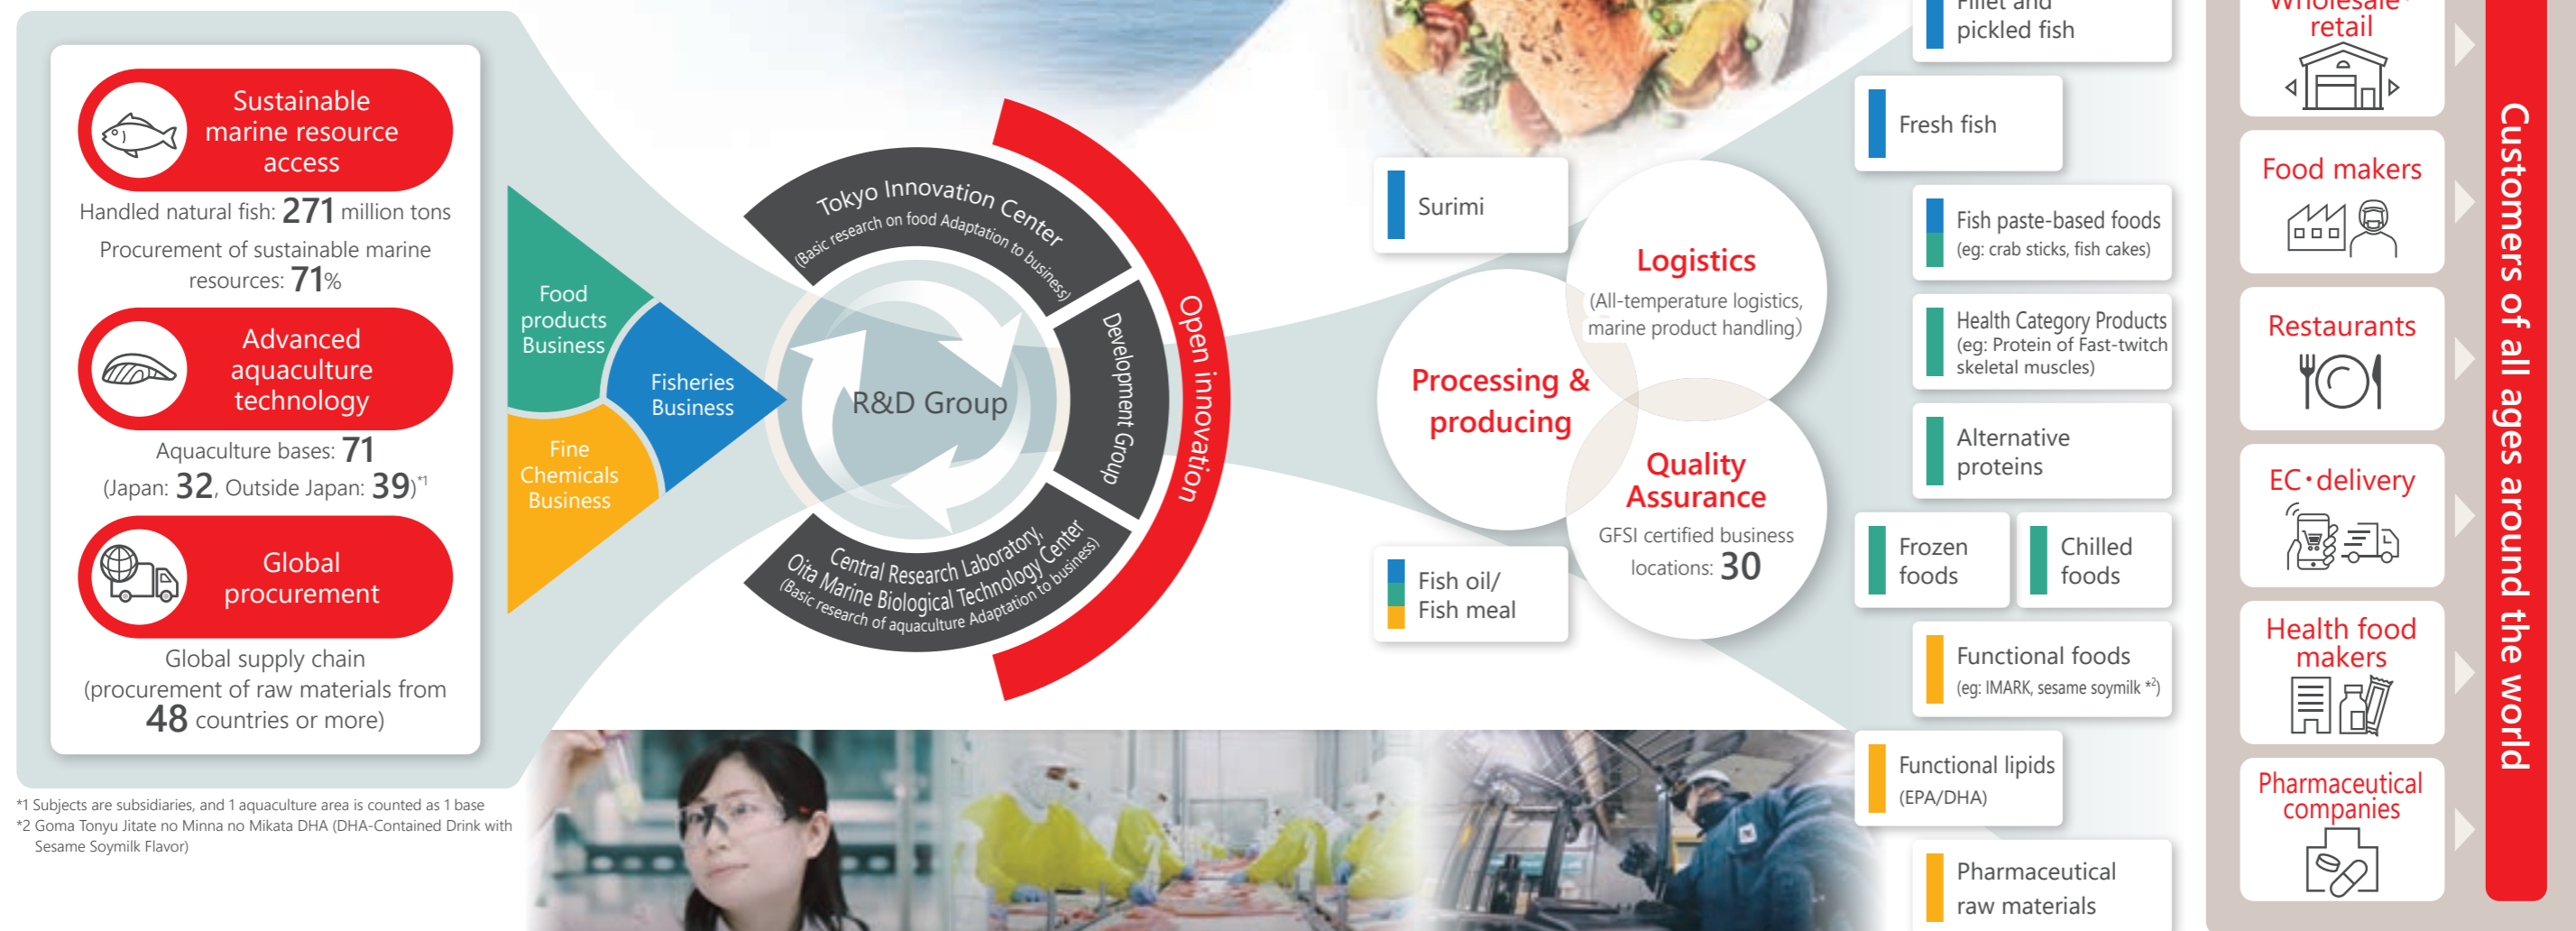 Sustainable
marine resource
access
Handled natural fish: 271 million tons
Procurement of sustainable marine
resources: 71%
Advanced
aquaculture
technology
Aquaculture bases: 71
(Japan: 32, Outside Japan: 39)*1
Global
procurement
Global supply chain
(procurement of raw materials from
48 countries or more)
*1 Subjects are subsidiaries, and 1 aquaculture area is counted as 1 base
*2 Goma Tonyu Jitate no Minna no Mikata DHA (DHA-Contained Drink with
Sesame Soymilk Flavor)
Food
products
Business
Fisheries
Business
Fine
Chemicals
Business
R&D Group
Tokyo Innovation Center
(Basic research on food Adaptation to business)
Development Group
Central Research Laboratory,
Oita Marine Biological Technology Center
(Basic research of aquaculture Adaptation to business)
Open innovation
Surimi
Processing &
producing
Logistics
(All-temperature logistics,
marine product handling)
Quality
Assurance
GFSI certified business
locations: 30
Fish oil/
Fish meal
Fillet and
pickled fish
Fresh fish
Fish paste-based foods
(eg: crab sticks, fish cakes)
Health Category Products
(eg: Protein of Fast-twitch
skeletal muscles)
Alternative
proteins
Frozen
foods
Chilled
foods
Functional foods
(eg: IMARK, sesame soymilk *2)
Functional lipids
(EPA/DHA)
Pharmaceutical
raw materials
Wholesale・
retail
Food makers
Restaurants
EC・delivery
Health food
makers
Pharmaceutical
companies
Customers of all ages around the world